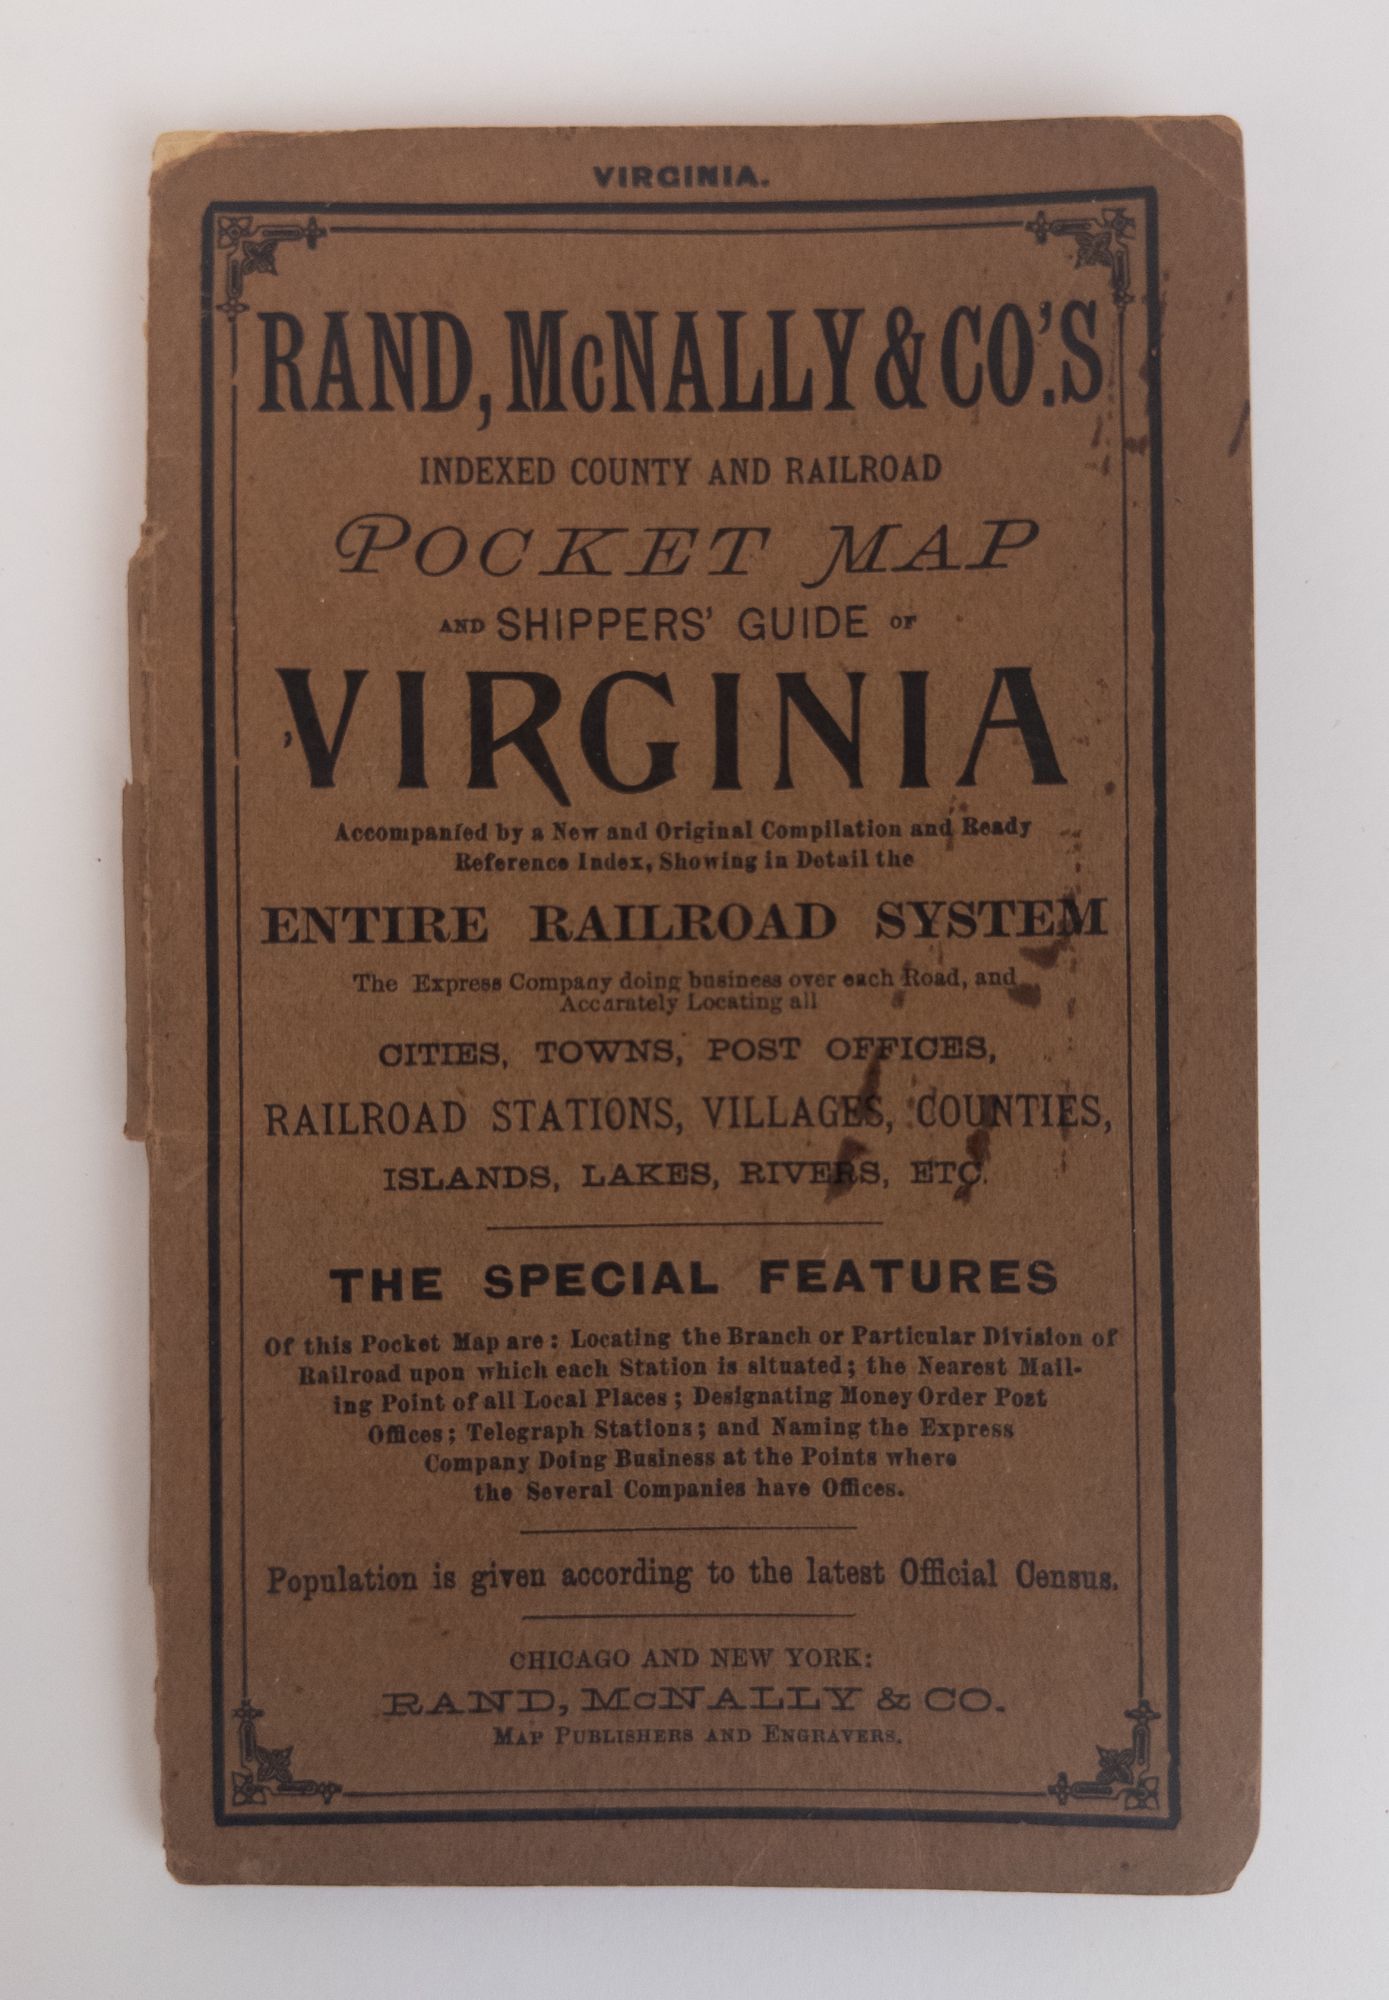 VIRGINIA.
RAND, McNALLY & CO.'S
INDEXED COUNTY AND RAILROAD
POCKET MAP
AND SHIPPERS' GUIDE OF
VIRGINIA
Accompanied by a New and Original Compilation and Ready
Reference Index, Showing in Detail the
ENTIRE RAILROAD SYSTEM
The Express Company doing business over each Road, and
Accurately Locating all
CITIES, TOWNS, POST OFFICES,
RAILROAD STATIONS, VILLAGES, COUNTIES,
ISLANDS, LAKES, RIVERS, ETC.
THE SPECIAL FEATURES
Of this Pocket Map are: Locating the Branch or Particular Division of
Railroad upon which each Station is situated; the Nearest Mail-
ing Point of all Local Places; Designating Money Order Post
Offices; Telegraph Stations; and Naming the Express
Company Doing Business at the Points where
the Several Companies have Offices.
Population is given according to the latest Official Census.
CHICAGO AND NEW YORK:
RAND, McNALLY & CO.
MAP PUBLISHERS AND ENGRAVERS.